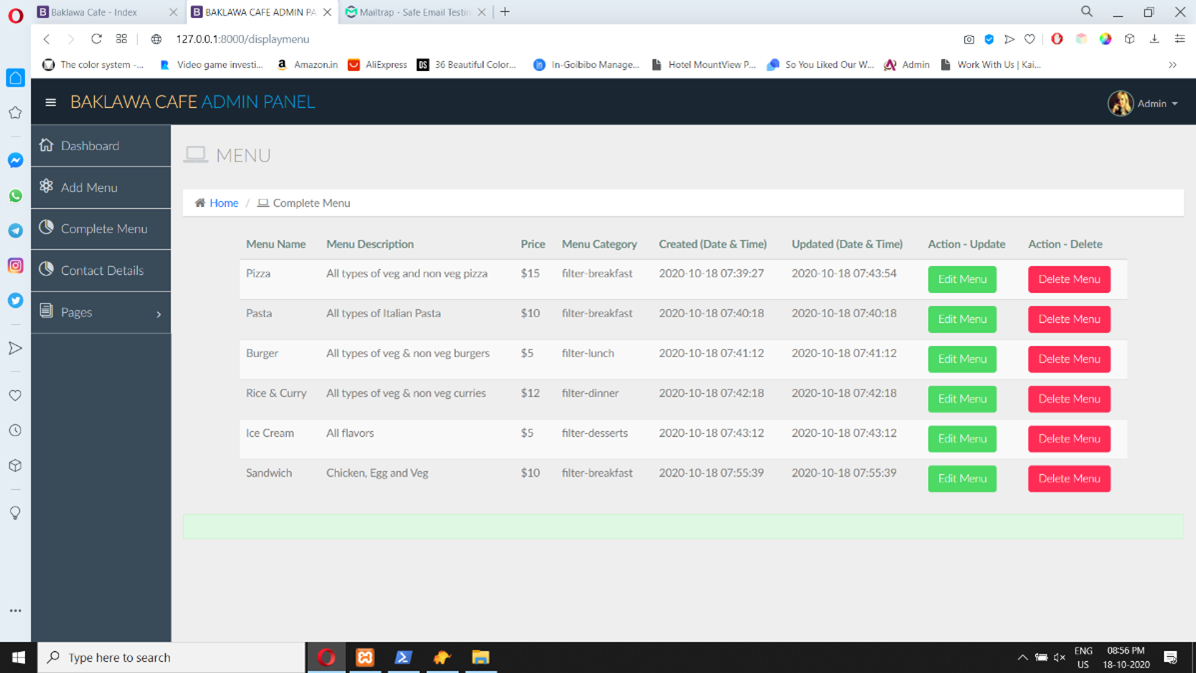 Baklawa Cafe - Index
BAKLAWA CAFE ADMIN PA
Mailtrap - Safe Email Testin
127.0.0.1:8000/displaymenu
The color system -...
Video game investi...
Amazon.in
AliExpress
DS 36 Beautiful Color...
In-Goibibo Manage...
Hotel MountView P...
So You Liked Our W...
Admin
Work With Us | Kai...
BAKLAWA CAFE ADMIN PANEL
Admin
Dashboard
Add Menu
Complete Menu
Contact Details
Pages
MENU
Home / Complete Menu
Menu Name Menu Description Price Menu Category Created (Date & Time) Updated (Date & Time) Action - Update Action - Delete
Pizza All types of veg and non veg pizza $15 filter-breakfast 2020-10-18 07:39:27 2020-10-18 07:43:54 Edit Menu Delete Menu
Pasta All types of Italian Pasta $10 filter-breakfast 2020-10-18 07:40:18 2020-10-18 07:40:18 Edit Menu Delete Menu
Burger All types of veg & non veg burgers $5 filter-lunch 2020-10-18 07:41:12 2020-10-18 07:41:12 Edit Menu Delete Menu
Rice & Curry All types of veg & non veg curries $12 filter-dinner 2020-10-18 07:42:18 2020-10-18 07:42:18 Edit Menu Delete Menu
Ice Cream All flavors $5 filter-desserts 2020-10-18 07:43:12 2020-10-18 07:43:12 Edit Menu Delete Menu
Sandwich Chicken, Egg and Veg $10 filter-breakfast 2020-10-18 07:55:39 2020-10-18 07:55:39 Edit Menu Delete Menu
Type here to search
ENG
US
08:56 PM
18-10-2020